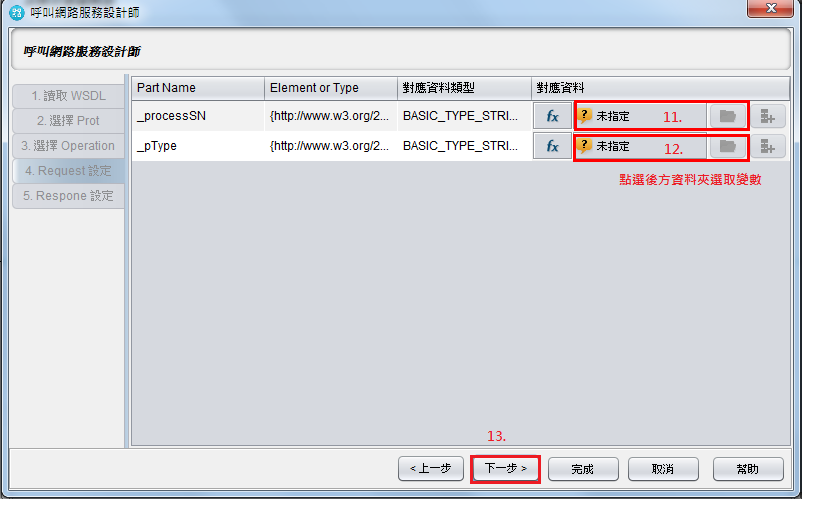 呼叫網路服務設計師
呼叫網路服務設計師
1. 讀取 WSDL
2. 選擇 Prot
3. 選擇 Operation
4. Request 設定
5. Respone 設定
Part Name Element or Type 對應資料類型 對應資料
_processSN {http://www.w3.org/2... BASIC_TYPE_STRI... fx ? 未指定 11.
_pType {http://www.w3.org/2... BASIC_TYPE_STRI... fx ? 未指定 12.
點選後方資料夾選取變數
13.
<上一步 下一步 > 完成 取消 幫助